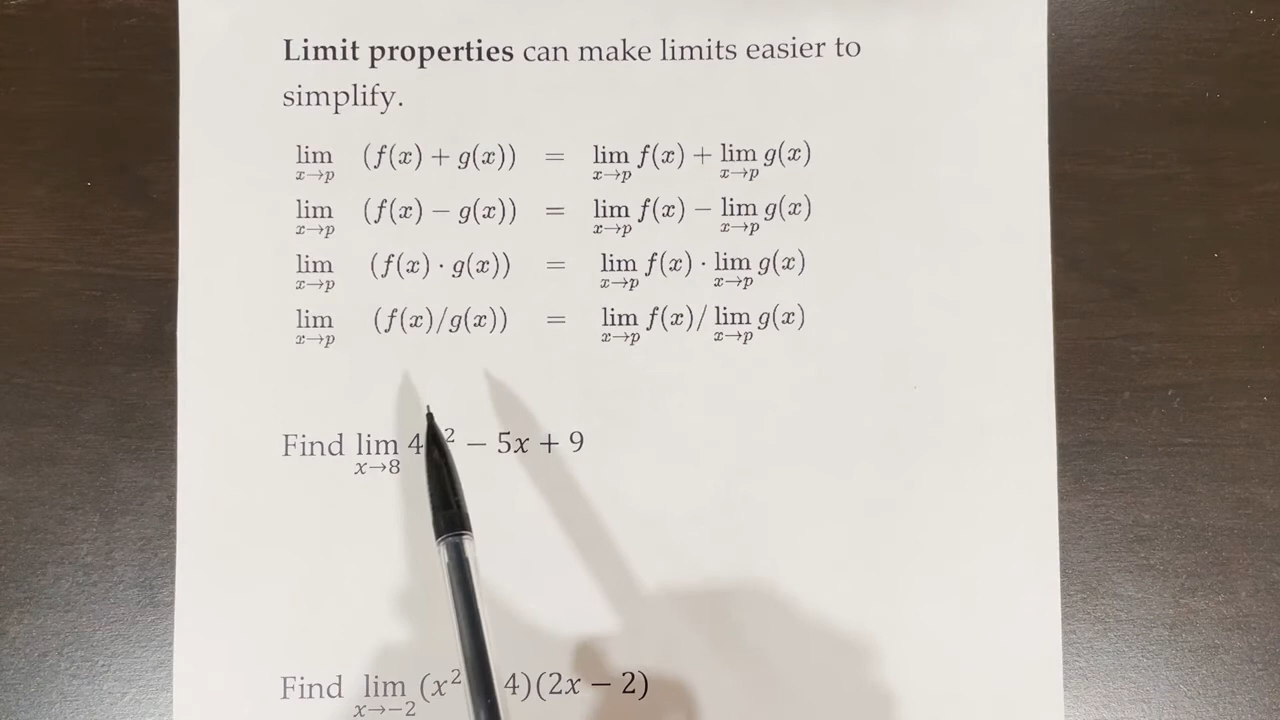 Limit properties can make limits easier to
simplify.
lim x→p (f(x) + g(x)) = lim x→p f(x) + lim x→p g(x)
lim x→p (f(x) − g(x)) = lim x→p f(x) − lim x→p g(x)
lim x→p (f(x) · g(x)) = lim x→p f(x) · lim x→p g(x)
lim x→p (f(x)/g(x)) = lim x→p f(x)/ lim x→p g(x)
Find lim x→8 4 ² − 5x + 9
Find lim x→−2 (x² 4)(2x − 2)